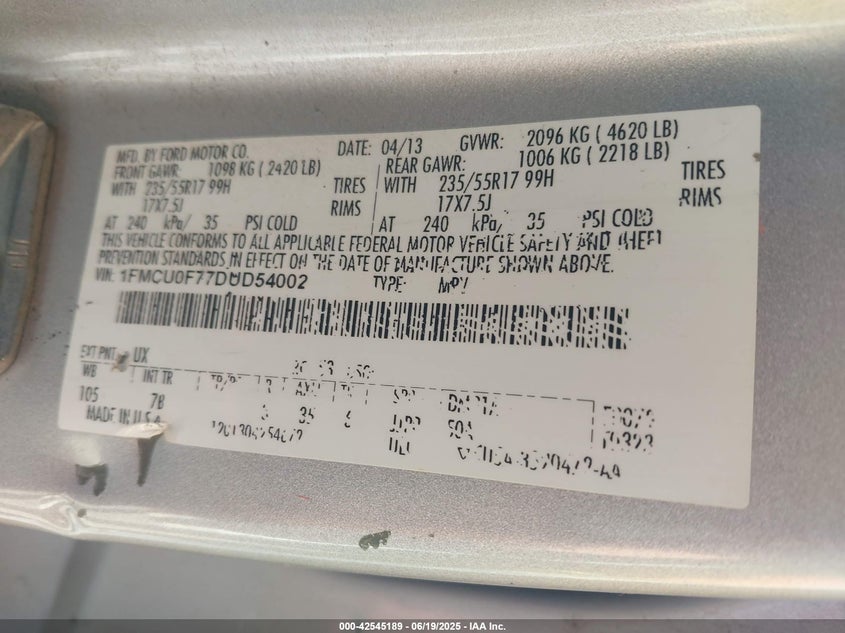 MFD. BY FORD MOTOR CO. DATE: 04/13 GVWR: 2096 KG ( 4620 LB)
FRONT GAWR: 1098 KG ( 2420 LB) REAR GAWR: 1006 KG ( 2218 LB)
WITH 235/55R17 99H TIRES WITH 235/55R17 99H TIRES
17X7.5J RIMS 17X7.5J RIMS
AT 240 kPa/ 35 PSI COLD AT 240 kPa/ 35 PSI COLD
THIS VEHICLE CONFORMS TO ALL APPLICABLE FEDERAL MOTOR VEHICLE SAFETY AND THEFT
PREVENTION STANDARDS IN EFFECT ON THE DATE OF MANUFACTURE SHOWN ABOVE.
VIN: 1FMCU0F77DUD54002 TYPE: MPV
EXT PNT: UX
WB INT TR
105 7B 3 35
MADE IN U.S.A.
000-42545189 - 06/19/2025 - IAA Inc.